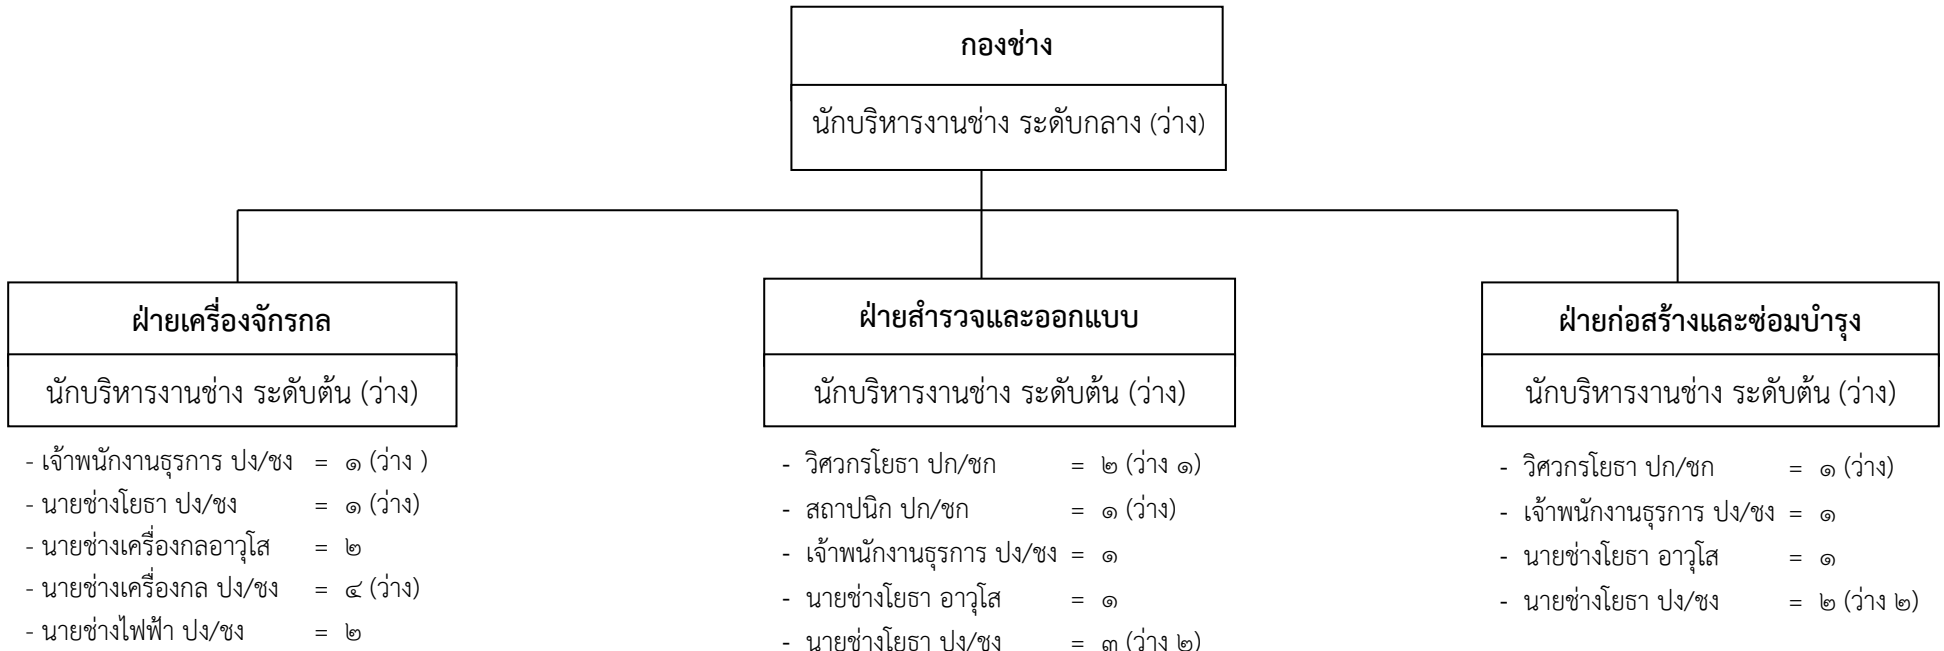 กองช่าง
นักบริหารงานช่าง ระดับกลาง (ว่าง)
ฝ่ายเครื่องจักรกล
นักบริหารงานช่าง ระดับต้น (ว่าง)
- เจ้าพนักงานธุรการ ปง/ชง = ๑ (ว่าง )
- นายช่างโยธา ปง/ชง = ๑ (ว่าง)
- นายช่างเครื่องกลอาวุโส = ๒
- นายช่างเครื่องกล ปง/ชง = ๔ (ว่าง)
- นายช่างไฟฟ้า ปง/ชง = ๒
ฝ่ายสำรวจและออกแบบ
นักบริหารงานช่าง ระดับต้น (ว่าง)
- วิศวกรโยธา ปก/ชก = ๒ (ว่าง ๑)
- สถาปนิก ปก/ชก = ๑ (ว่าง)
- เจ้าพนักงานธุรการ ปง/ชง = ๑
- นายช่างโยธา อาวุโส = ๑
- นายช่างโยธา ปง/ชง = ๓ (ว่าง ๒)
ฝ่ายก่อสร้างและซ่อมบำรุง
นักบริหารงานช่าง ระดับต้น (ว่าง)
- วิศวกรโยธา ปก/ชก = ๑ (ว่าง)
- เจ้าพนักงานธุรการ ปง/ชง = ๑
- นายช่างโยธา อาวุโส = ๑
- นายช่างโยธา ปง/ชง = ๒ (ว่าง ๒)